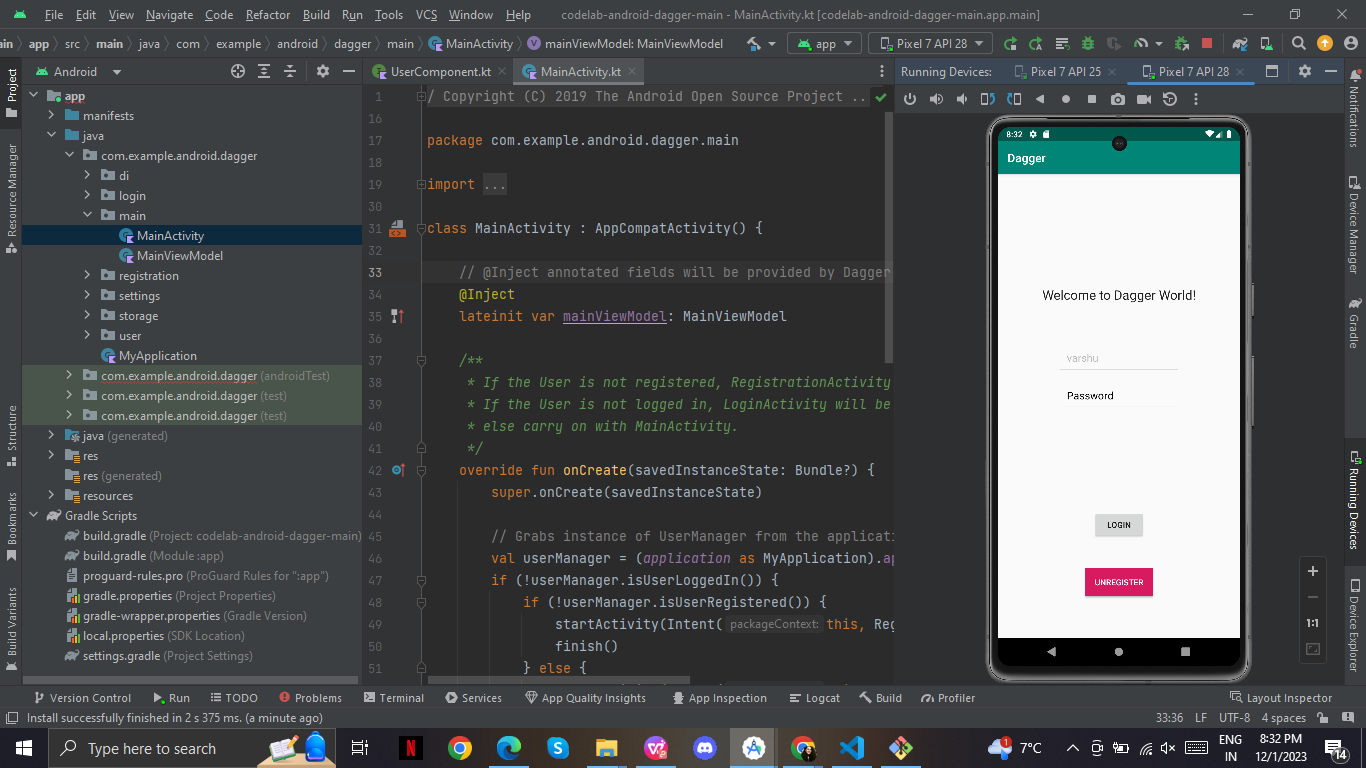 File Edit View Navigate Code Refactor Build Run Tools VCS Window Help codelab-android-dagger-main - MainActivity.kt [codelab-android-dagger-main.app.main]
ain app src main java com example android dagger main MainActivity mainViewModel: MainViewModel app Pixel 7 API 28
Android
UserComponent.kt MainActivity.kt
Running Devices: Pixel 7 API 25 Pixel 7 API 28
Project
Resource Manager
Structure
Bookmarks
Build Variants
app
manifests
java
com.example.android.dagger
di
login
main
MainActivity
MainViewModel
registration
settings
storage
user
MyApplication
com.example.android.dagger (androidTest)
com.example.android.dagger (test)
com.example.android.dagger (test)
java (generated)
res
res (generated)
resources
Gradle Scripts
build.gradle (Project: codelab-android-dagger-main)
build.gradle (Module :app)
proguard-rules.pro (ProGuard Rules for ":app")
gradle.properties (Project Properties)
gradle-wrapper.properties (Gradle Version)
local.properties (SDK Location)
settings.gradle (Project Settings)
1 / Copyright (C) 2019 The Android Open Source Project ..
16
17 package com.example.android.dagger.main
18
19 import ...
30
31 class MainActivity : AppCompatActivity() {
32
33 // @Inject annotated fields will be provided by Dagger
34 @Inject
35 lateinit var mainViewModel: MainViewModel
36
37 /**
38 * If the User is not registered, RegistrationActivity
39 * If the User is not logged in, LoginActivity will be
40 * else carry on with MainActivity.
41 */
42 override fun onCreate(savedInstanceState: Bundle?) {
43 super.onCreate(savedInstanceState)
44
45 // Grabs instance of UserManager from the applicati
46 val userManager = (application as MyApplication).ap
47 if (!userManager.isUserLoggedIn()) {
48 if (!userManager.isUserRegistered()) {
49 startActivity(Intent( packageContext: this, Reg
50 finish()
51 } else {
8:32
Dagger
Welcome to Dagger World!
varshu
Password
LOGIN
UNREGISTER
1:1
Notifications
Device Manager
Gradle
Running Devices
Device Explorer
Version Control Run TODO Problems Terminal Services App Quality Insights App Inspection Logcat Build Profiler Layout Inspector
Install successfully finished in 2 s 375 ms. (a minute ago) 33:36 LF UTF-8 4 spaces
Type here to search
1 7°C
ENG
IN
8:32 PM
12/1/2023
14